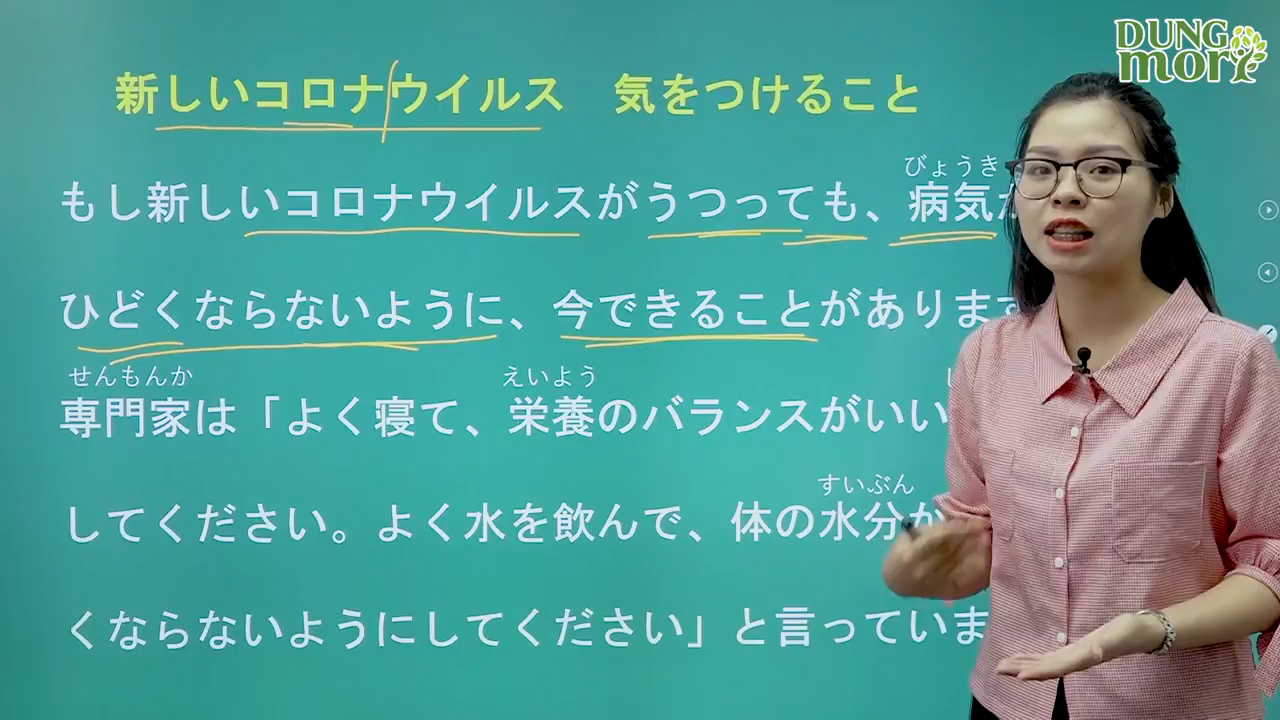 DUNG
mori
新しいコロナウイルス 気をつけること
びょうき
もし新しいコロナウイルスがうつっても、病気が
ひどくならないように、今できることがあります
せんもんか えいよう
専門家は「よく寝て、栄養のバランスがいい
すいぶん
してください。よく水を飲んで、体の水分が
くならないようにしてください」と言っていま